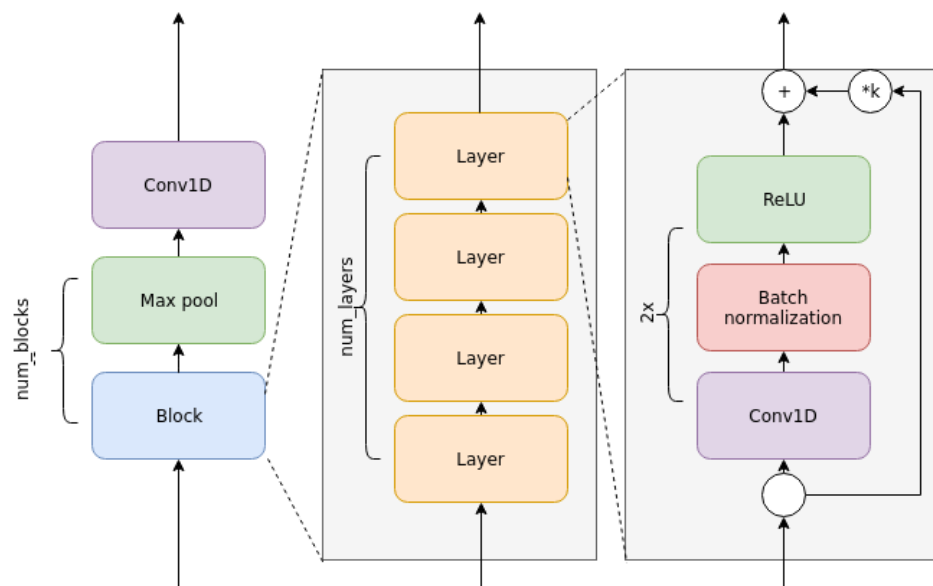 Conv1D
Max pool
Block
num_blocks
Layer
Layer
Layer
Layer
num_layers
+
*k
ReLU
Batch
normalization
Conv1D
2x